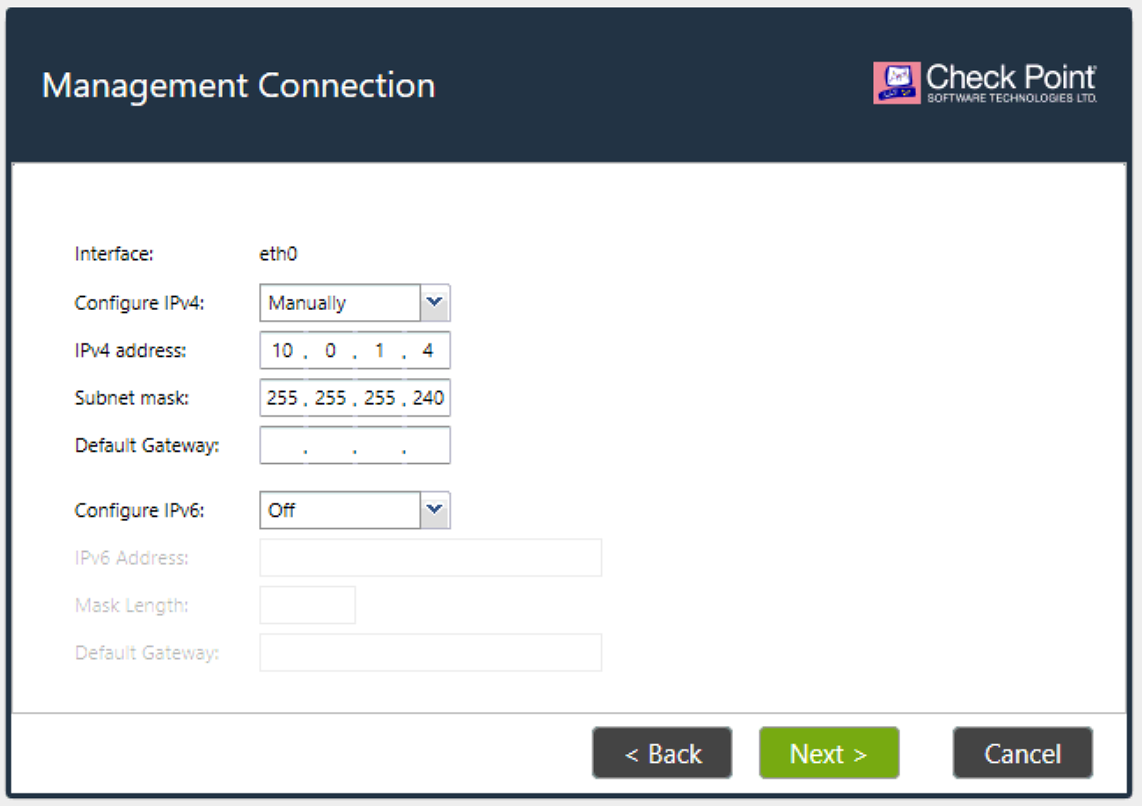 Management Connection
Check Point
SOFTWARE TECHNOLOGIES LTD.
Interface: eth0
Configure IPv4: Manually
IPv4 address: 10 . 0 . 1 . 4
Subnet mask: 255 . 255 . 255 . 240
Default Gateway: . . .
Configure IPv6: Off
IPv6 Address:
Mask Length:
Default Gateway:
< Back Next > Cancel